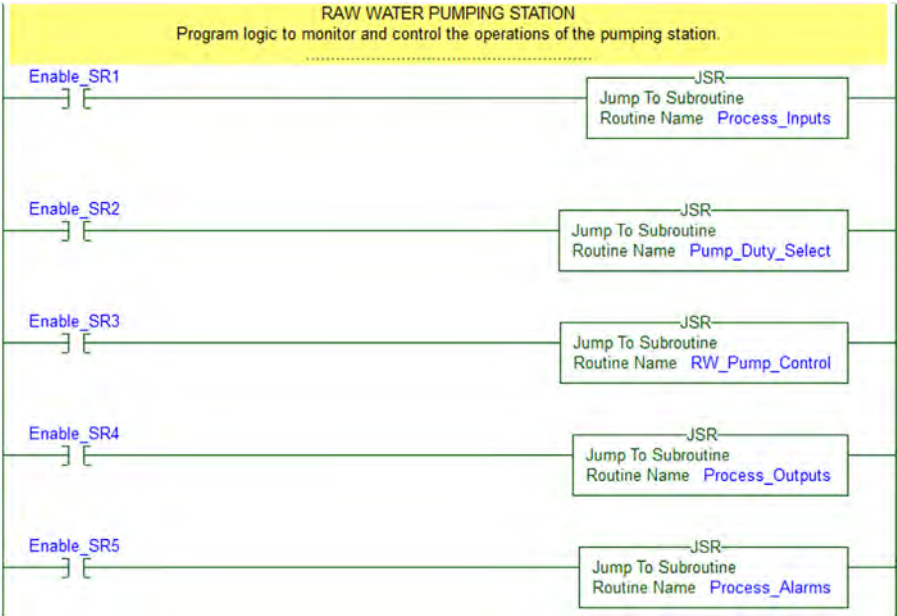 RAW WATER PUMPING STATION
Program logic to monitor and control the operations of the pumping station.
Enable_SR1
JSR
Jump To Subroutine
Routine Name Process_Inputs
Enable_SR2
JSR
Jump To Subroutine
Routine Name Pump_Duty_Select
Enable_SR3
JSR
Jump To Subroutine
Routine Name RW_Pump_Control
Enable_SR4
JSR
Jump To Subroutine
Routine Name Process_Outputs
Enable_SR5
JSR
Jump To Subroutine
Routine Name Process_Alarms